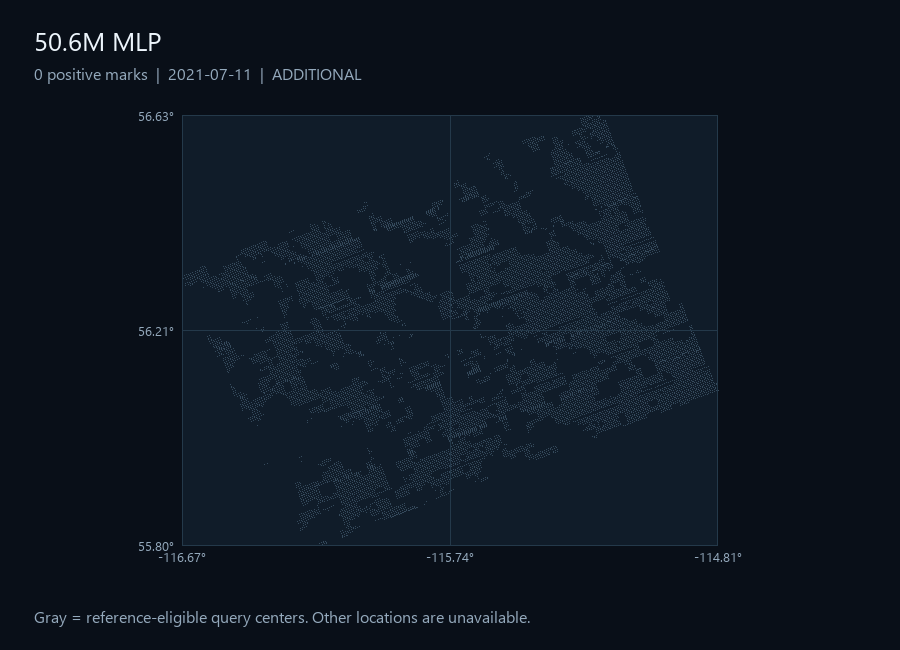 50.6M MLP
0 positive marks | 2021-07-11 | ADDITIONAL
56.63°
56.21°
55.80°
-116.67°
-115.74°
-114.81°
Gray = reference-eligible query centers. Other locations are unavailable.